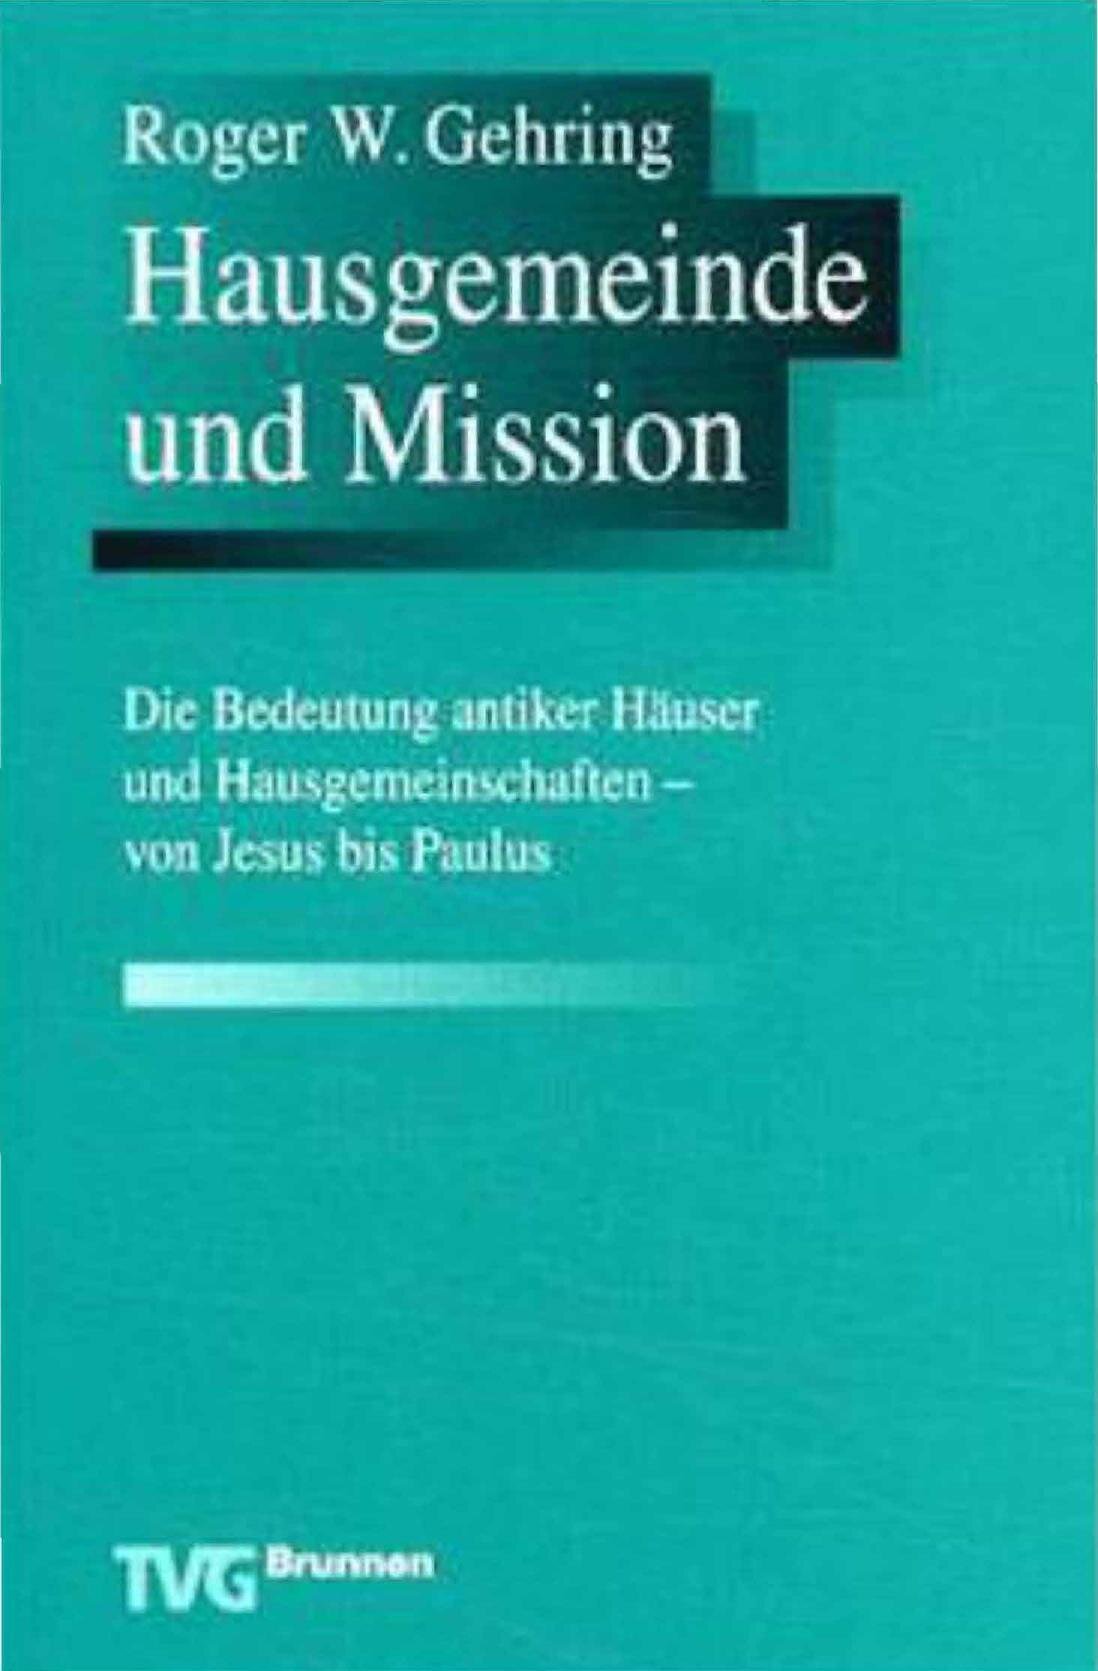 Roger W. Gehring
Hausgemeinde
und Mission
Die Bedeutung antiker Häuser
und Hausgemeinschaften –
von Jesus bis Paulus
TVG Brunnen